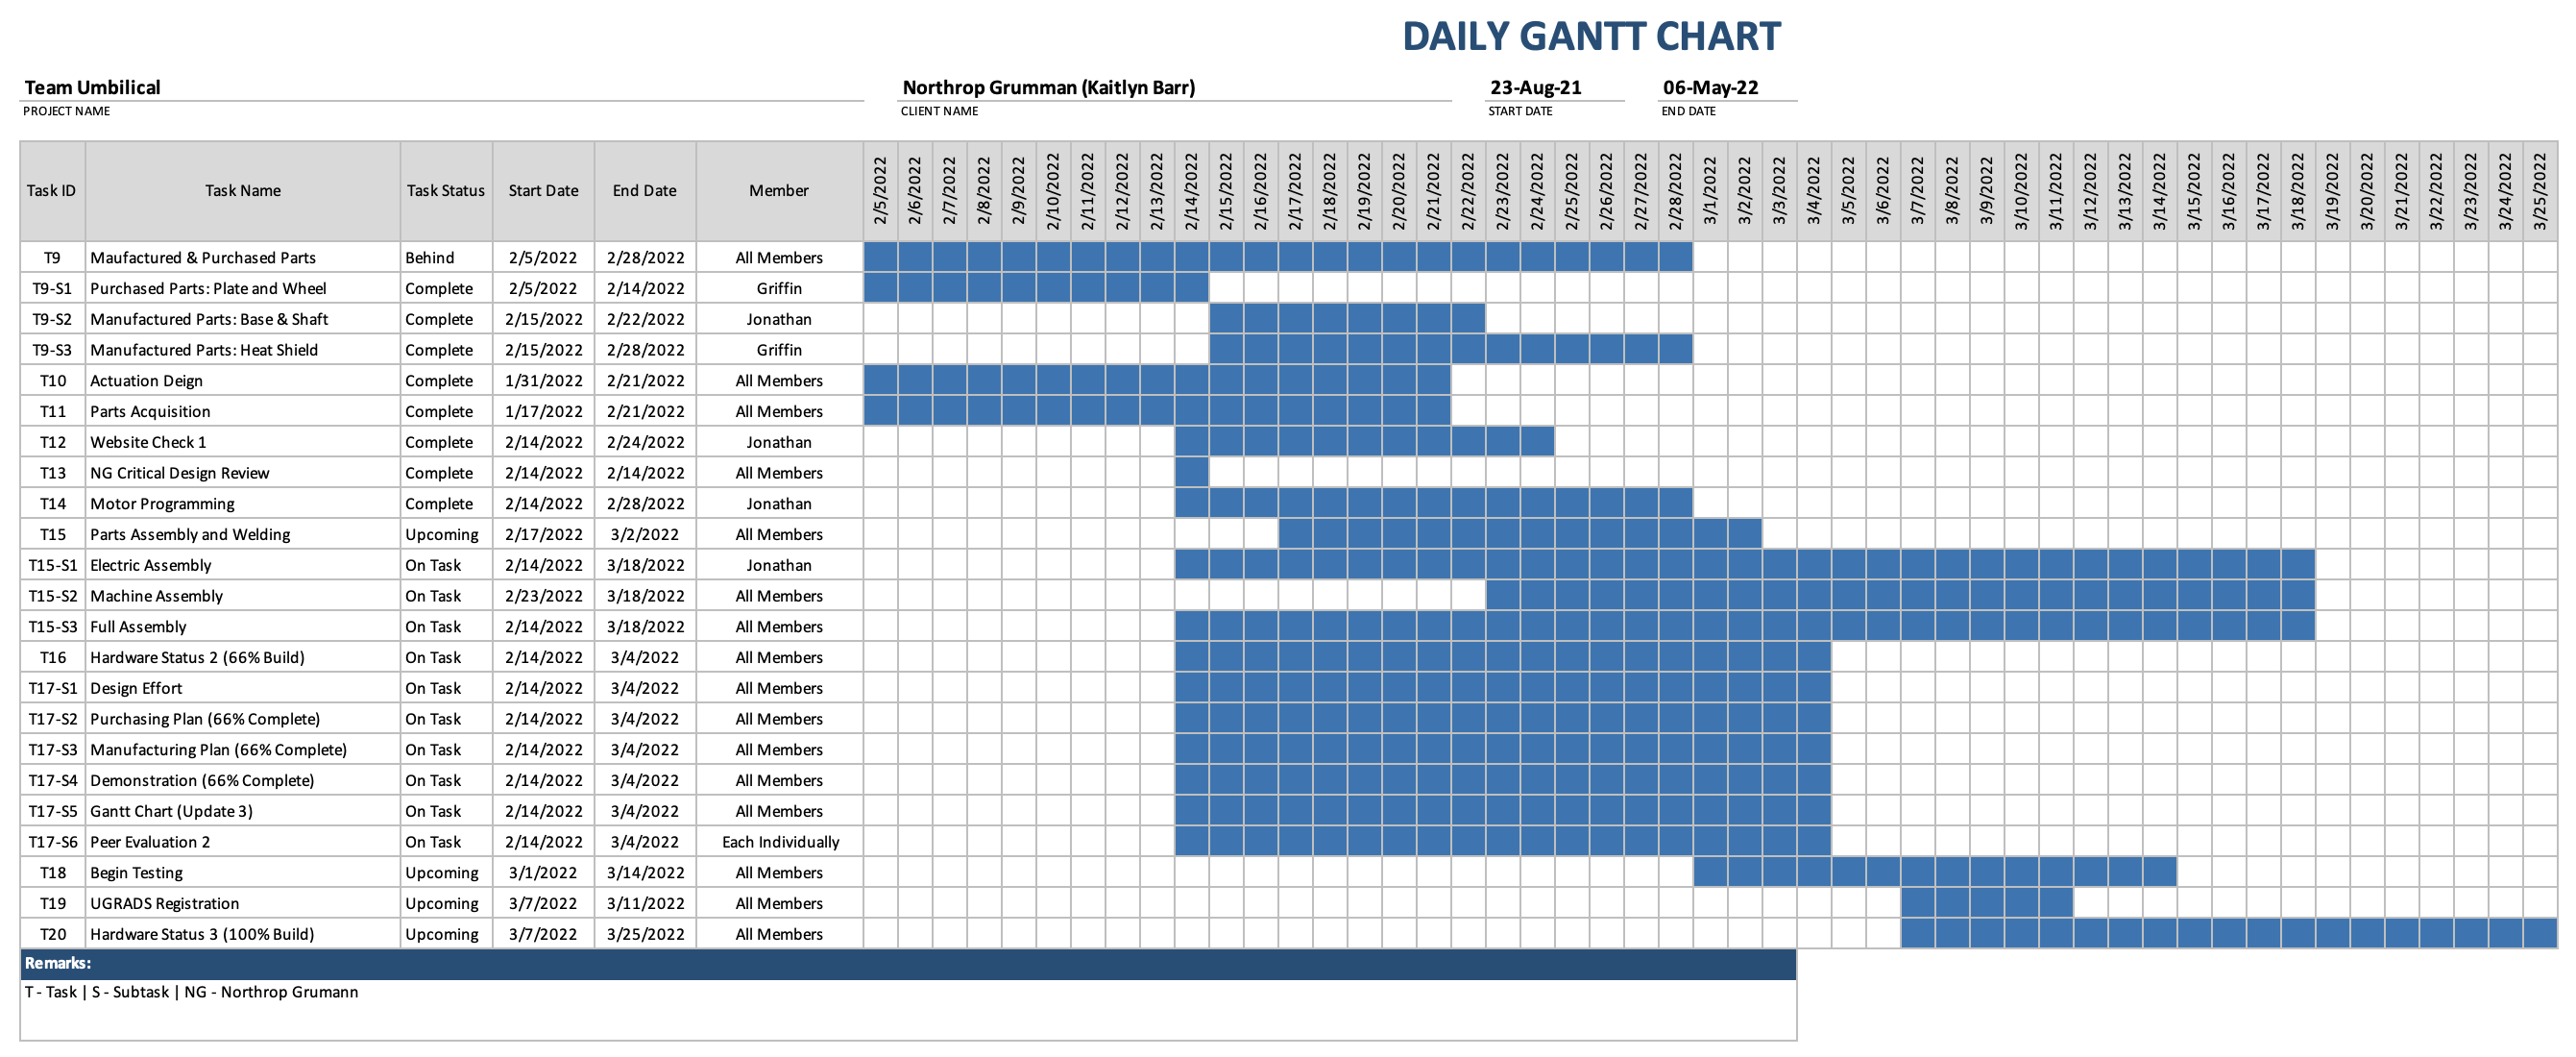 DAILY GANTT CHART
Team Umbilical Northrop Grumman (Kaitlyn Barr) 23-Aug-21 06-May-22
PROJECT NAME CLIENT NAME START DATE END DATE
Task ID Task Name Task Status Start Date End Date Member 2/5/2022 2/6/2022 2/7/2022 2/8/2022 2/9/2022 2/10/2022 2/11/2022 2/12/2022 2/13/2022 2/14/2022 2/15/2022 2/16/2022 2/17/2022 2/18/2022 2/19/2022 2/20/2022 2/21/2022 2/22/2022 2/23/2022 2/24/2022 2/25/2022 2/26/2022 2/27/2022 2/28/2022 3/1/2022 3/2/2022 3/3/2022 3/4/2022 3/5/2022 3/6/2022 3/7/2022 3/8/2022 3/9/2022 3/10/2022 3/11/2022 3/12/2022 3/13/2022 3/14/2022 3/15/2022 3/16/2022 3/17/2022 3/18/2022 3/19/2022 3/20/2022 3/21/2022 3/22/2022 3/23/2022 3/24/2022 3/25/2022
T9 Maufactured & Purchased Parts Behind 2/5/2022 2/28/2022 All Members
T9-S1 Purchased Parts: Plate and Wheel Complete 2/5/2022 2/14/2022 Griffin
T9-S2 Manufactured Parts: Base & Shaft Complete 2/15/2022 2/22/2022 Jonathan
T9-S3 Manufactured Parts: Heat Shield Complete 2/15/2022 2/28/2022 Griffin
T10 Actuation Deign Complete 1/31/2022 2/21/2022 All Members
T11 Parts Acquisition Complete 1/17/2022 2/21/2022 All Members
T12 Website Check 1 Complete 2/14/2022 2/24/2022 Jonathan
T13 NG Critical Design Review Complete 2/14/2022 2/14/2022 All Members
T14 Motor Programming Complete 2/14/2022 2/28/2022 Jonathan
T15 Parts Assembly and Welding Upcoming 2/17/2022 3/2/2022 All Members
T15-S1 Electric Assembly On Task 2/14/2022 3/18/2022 Jonathan
T15-S2 Machine Assembly On Task 2/23/2022 3/18/2022 All Members
T15-S3 Full Assembly On Task 2/14/2022 3/18/2022 All Members
T16 Hardware Status 2 (66% Build) On Task 2/14/2022 3/4/2022 All Members
T17-S1 Design Effort On Task 2/14/2022 3/4/2022 All Members
T17-S2 Purchasing Plan (66% Complete) On Task 2/14/2022 3/4/2022 All Members
T17-S3 Manufacturing Plan (66% Complete) On Task 2/14/2022 3/4/2022 All Members
T17-S4 Demonstration (66% Complete) On Task 2/14/2022 3/4/2022 All Members
T17-S5 Gantt Chart (Update 3) On Task 2/14/2022 3/4/2022 All Members
T17-S6 Peer Evaluation 2 On Task 2/14/2022 3/4/2022 Each Individually
T18 Begin Testing Upcoming 3/1/2022 3/14/2022 All Members
T19 UGRADS Registration Upcoming 3/7/2022 3/11/2022 All Members
T20 Hardware Status 3 (100% Build) Upcoming 3/7/2022 3/25/2022 All Members
Remarks:
T - Task | S - Subtask | NG - Northrop Grumann